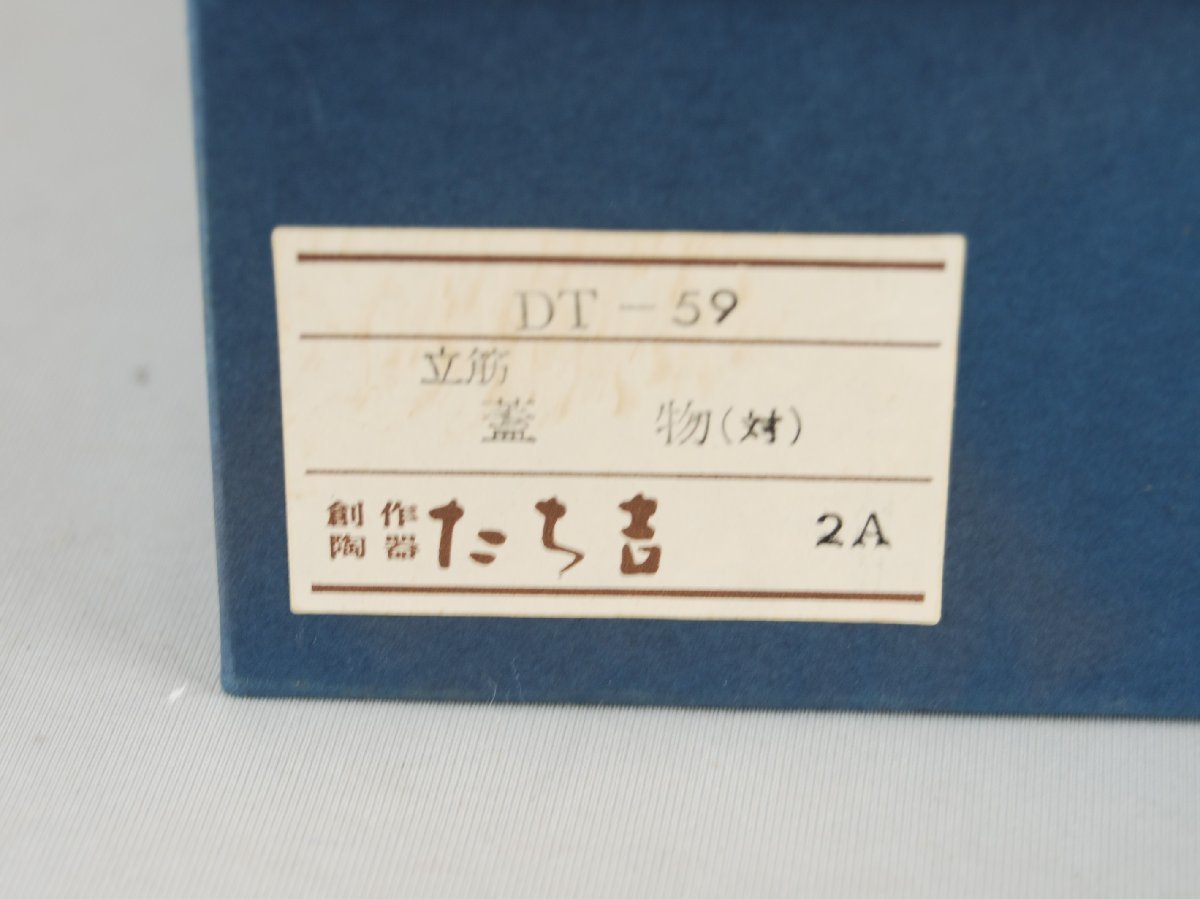 DT－59
立筋
蓋 物(対)
創作
陶器 たち吉 2A